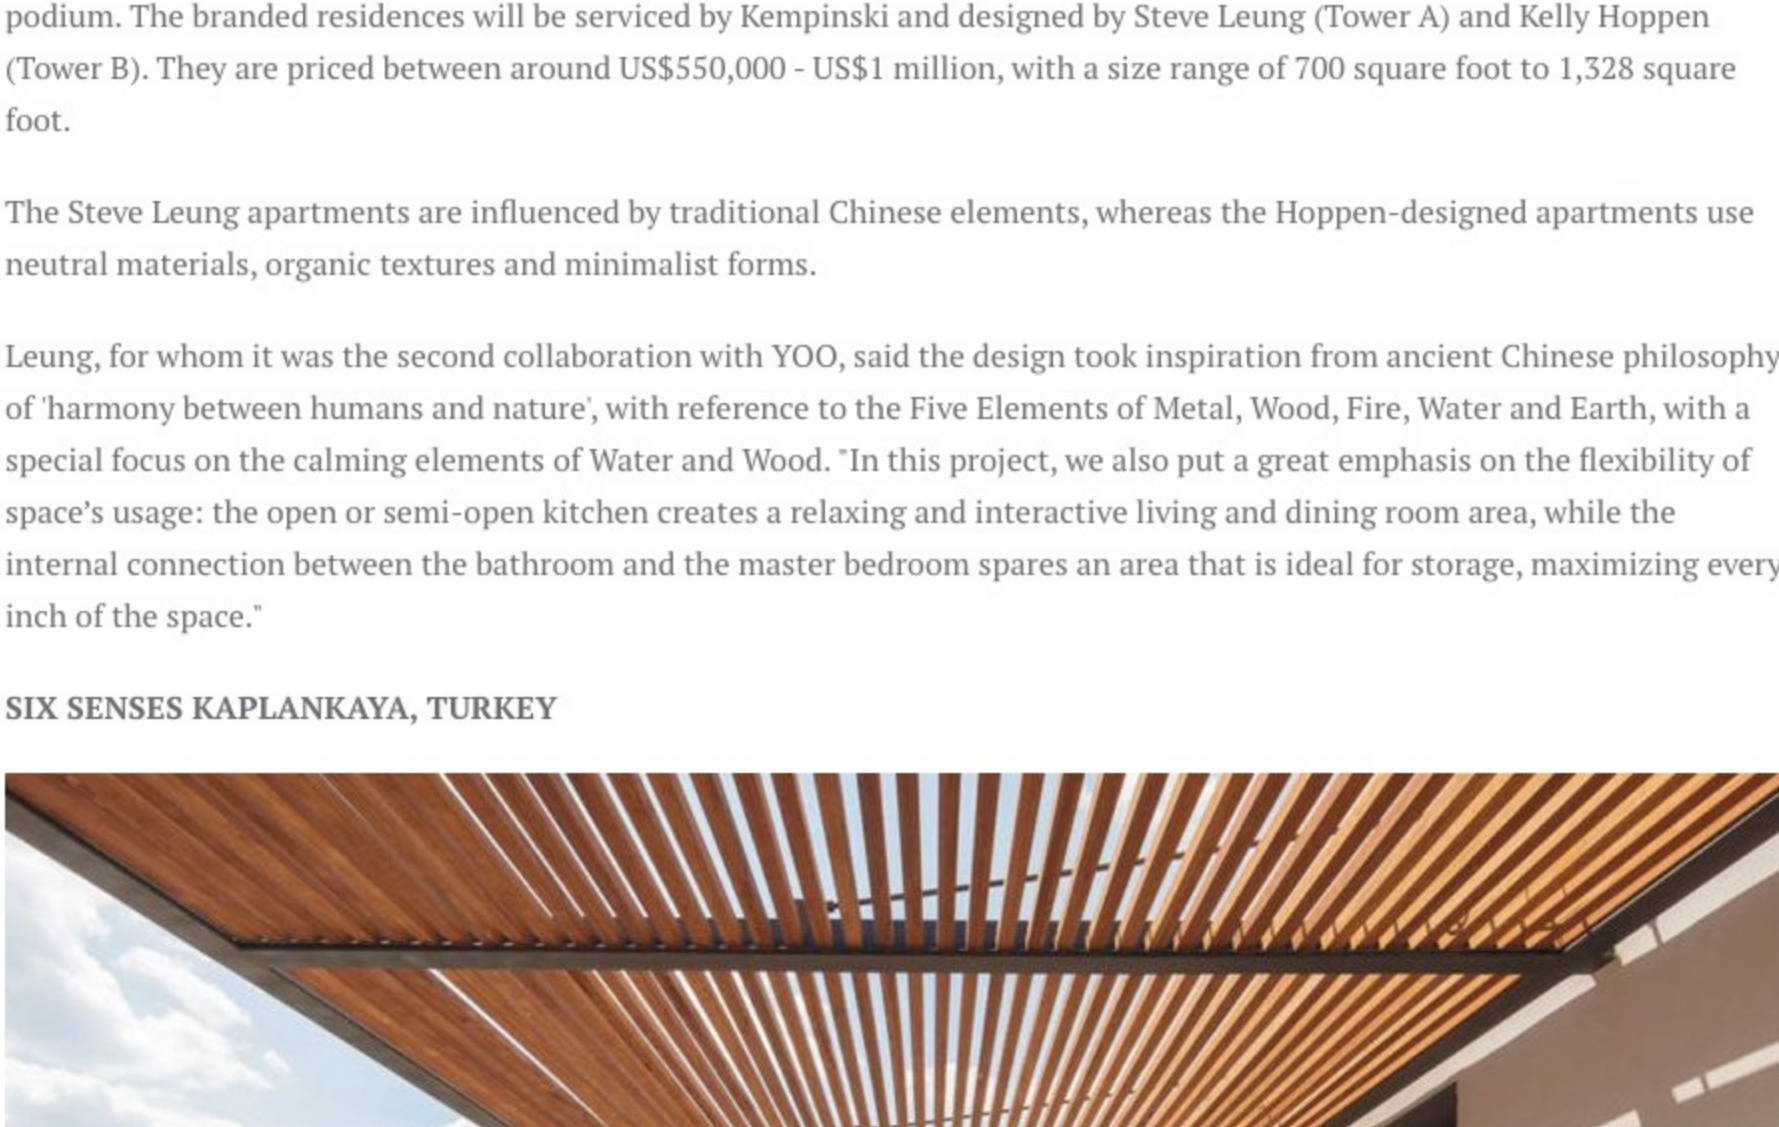 podium. The branded residences will be serviced by Kempinski and designed by Steve Leung (Tower A) and Kelly Hoppen
(Tower B). They are priced between around US$550,000 - US$1 million, with a size range of 700 square foot to 1,328 square
foot.
The Steve Leung apartments are influenced by traditional Chinese elements, whereas the Hoppen-designed apartments use
neutral materials, organic textures and minimalist forms.
Leung, for whom it was the second collaboration with YOO, said the design took inspiration from ancient Chinese philosophy
of 'harmony between humans and nature', with reference to the Five Elements of Metal, Wood, Fire, Water and Earth, with a
special focus on the calming elements of Water and Wood. "In this project, we also put a great emphasis on the flexibility of
space’s usage: the open or semi-open kitchen creates a relaxing and interactive living and dining room area, while the
internal connection between the bathroom and the master bedroom spares an area that is ideal for storage, maximizing every
inch of the space."
SIX SENSES KAPLANKAYA, TURKEY